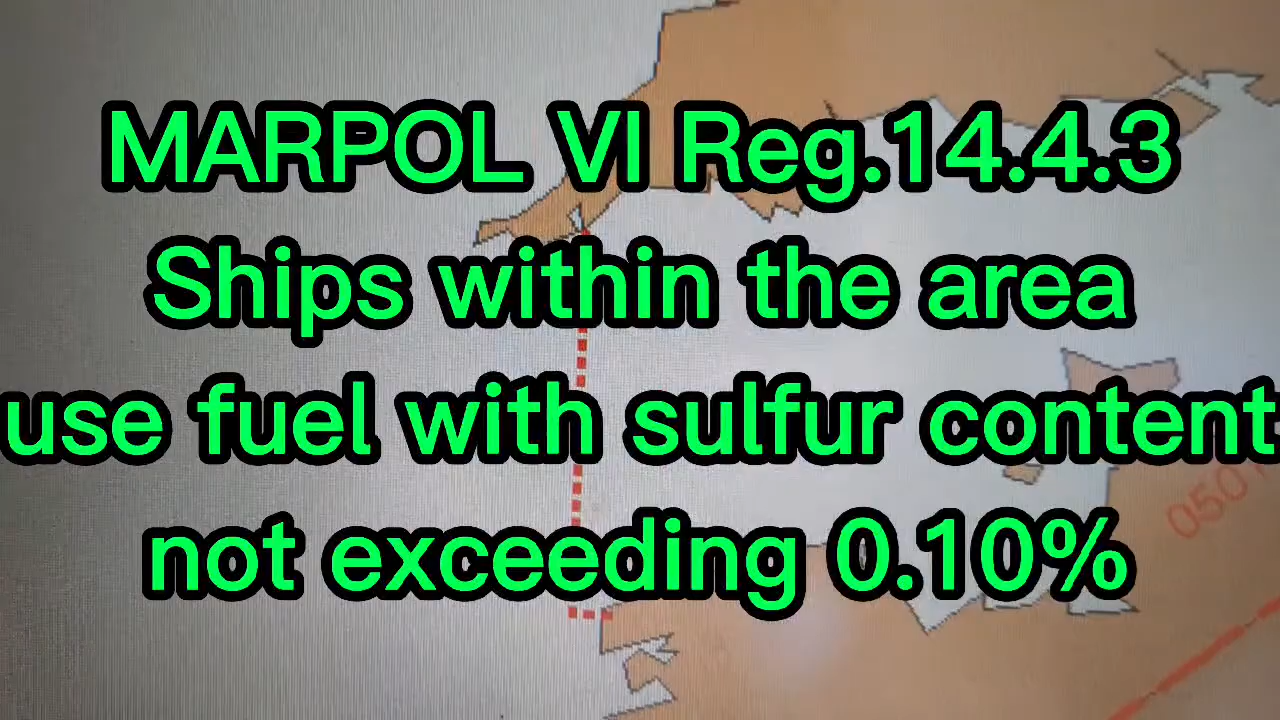 MARPOL VI Reg.14.4.3
Ships within the area
use fuel with sulfur content
not exceeding 0.10%